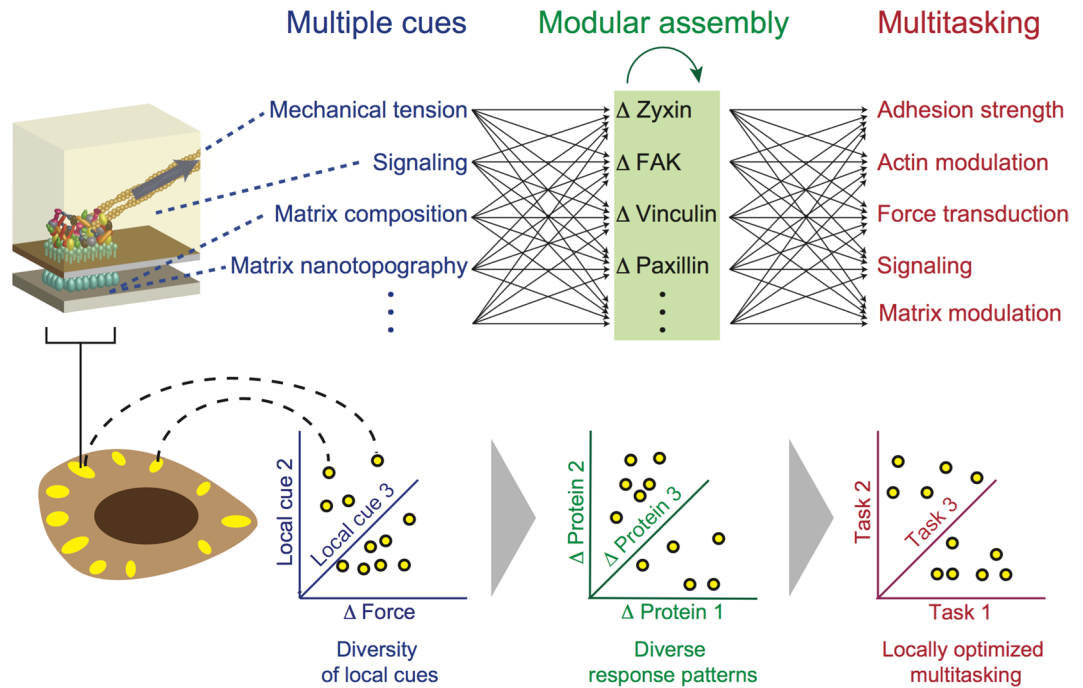 Multiple cues
Modular assembly
Multitasking
Mechanical tension
Signaling
Matrix composition
Matrix nanotopography
Δ Zyxin
Δ FAK
Δ Vinculin
Δ Paxillin
Adhesion strength
Actin modulation
Force transduction
Signaling
Matrix modulation
Local cue 2
Local cue 3
Δ Force
Diversity
of local cues
Δ Protein 2
Δ Protein 3
Δ Protein 1
Diverse
response patterns
Task 2
Task 3
Task 1
Locally optimized
multitasking